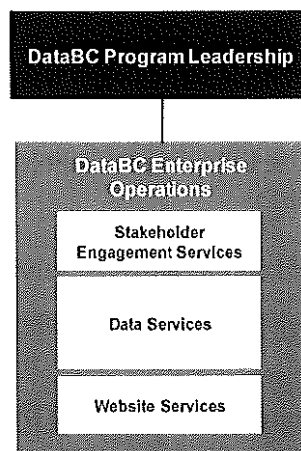 DataBC Program Leadership
DataBC Enterprise
Operations
Stakeholder
Engagement Services
Data Services
Website Services